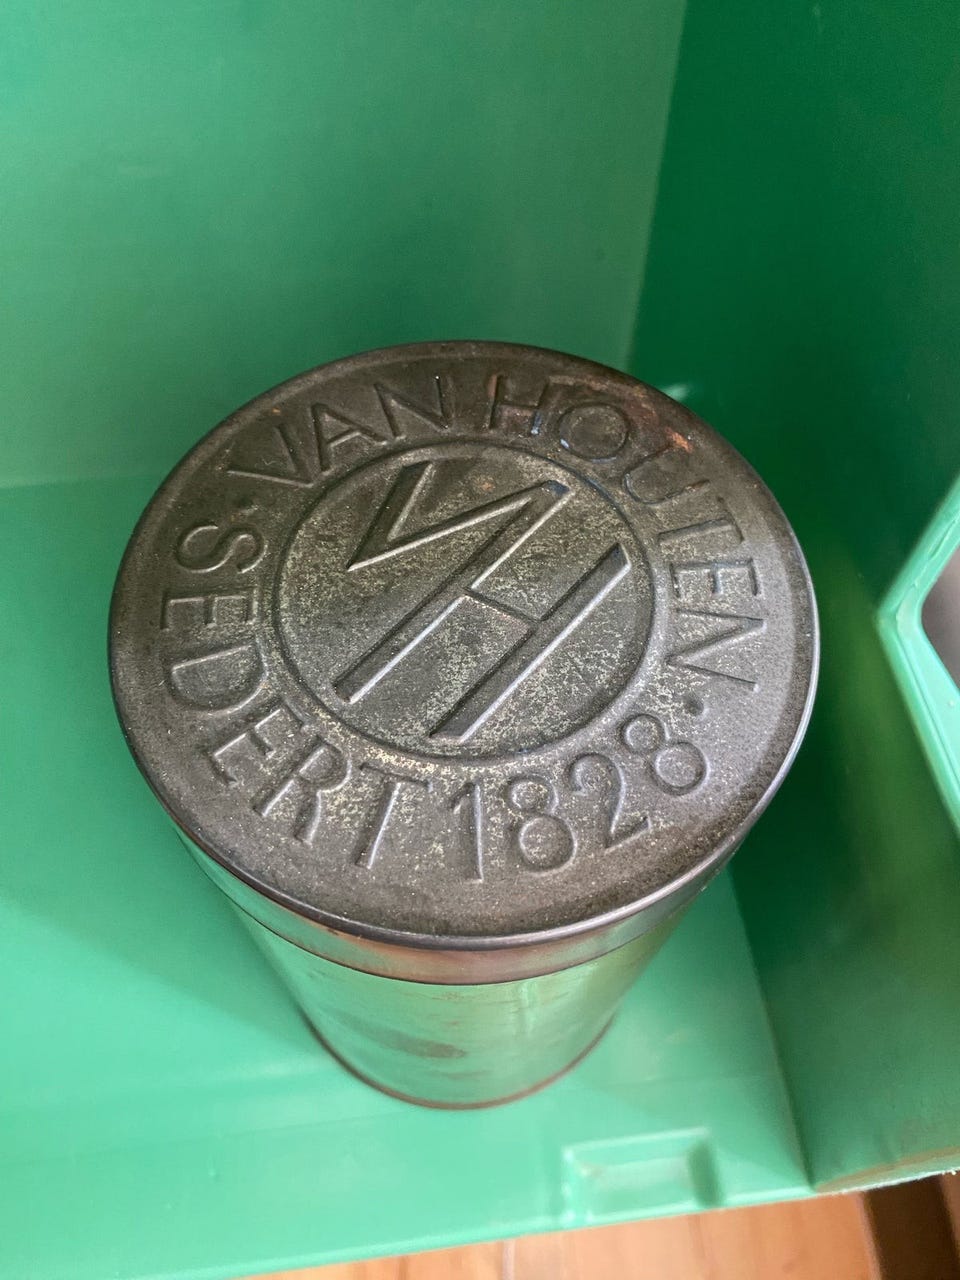 VAN HOUTEN
SEDERT 1828
VH